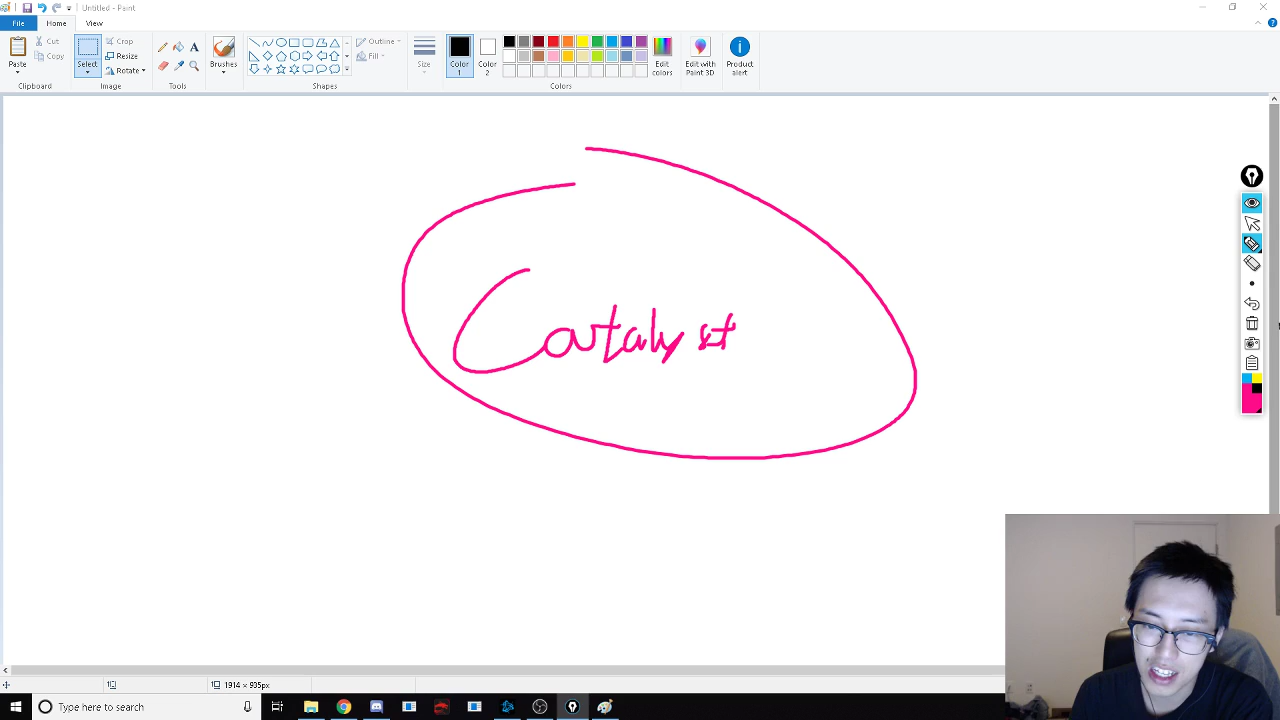 Untitled - Paint
File
Home
View
Paste
Cut
Copy
Clipboard
Select
Crop
Resize
Rotate
Image
A
Tools
Brushes
Shapes
Outline
Fill
Size
Color
1
Color
2
Edit
colors
Colors
Edit with
Paint 3D
Product
alert
Catalyst
1914 × 935px
Type here to search